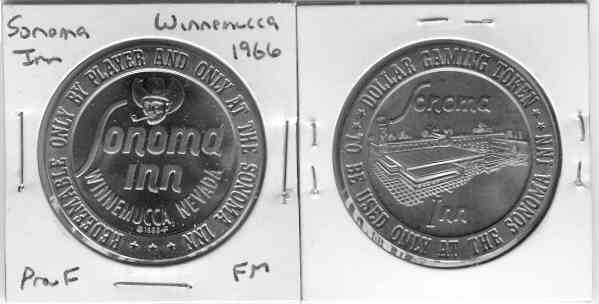 Sonoma Inn
Winnemucca 1966
REDEEMABLE ONLY BY PLAYER AND ONLY AT THE SONOMA INN
Sonoma
INN
WINNEMUCCA, NEVADA
1966
Proof
FM
DOLLAR GAMING TOKEN
Sonoma
Inn
TO BE USED ONLY AT THE SONOMA INN